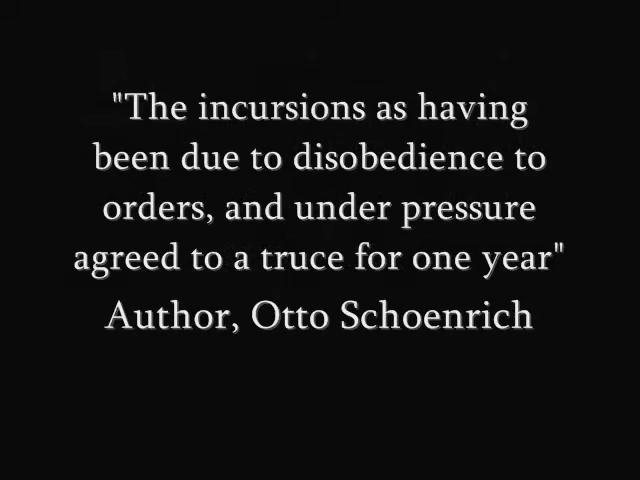 "The incursions as having
been due to disobedience to
orders, and under pressure
agreed to a truce for one year"
Author, Otto Schoenrich